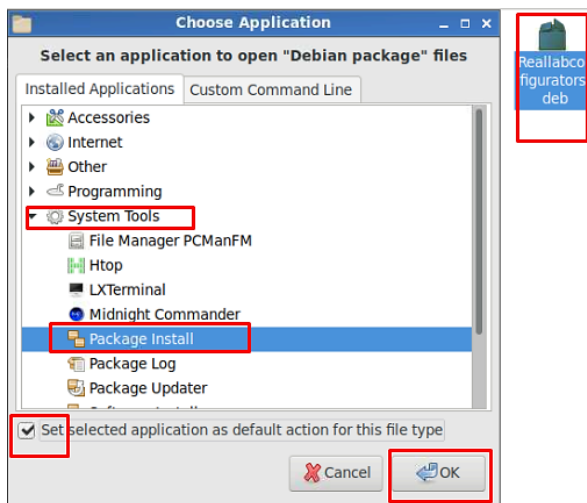 Choose Application
Select an application to open "Debian package" files
Installed Applications
Custom Command Line
Accessories
Internet
Other
Programming
System Tools
File Manager PCManFM
Htop
LXTerminal
Midnight Commander
Package Install
Package Log
Package Updater
Set selected application as default action for this file type
Cancel
OK
Reallabco
figurators
deb